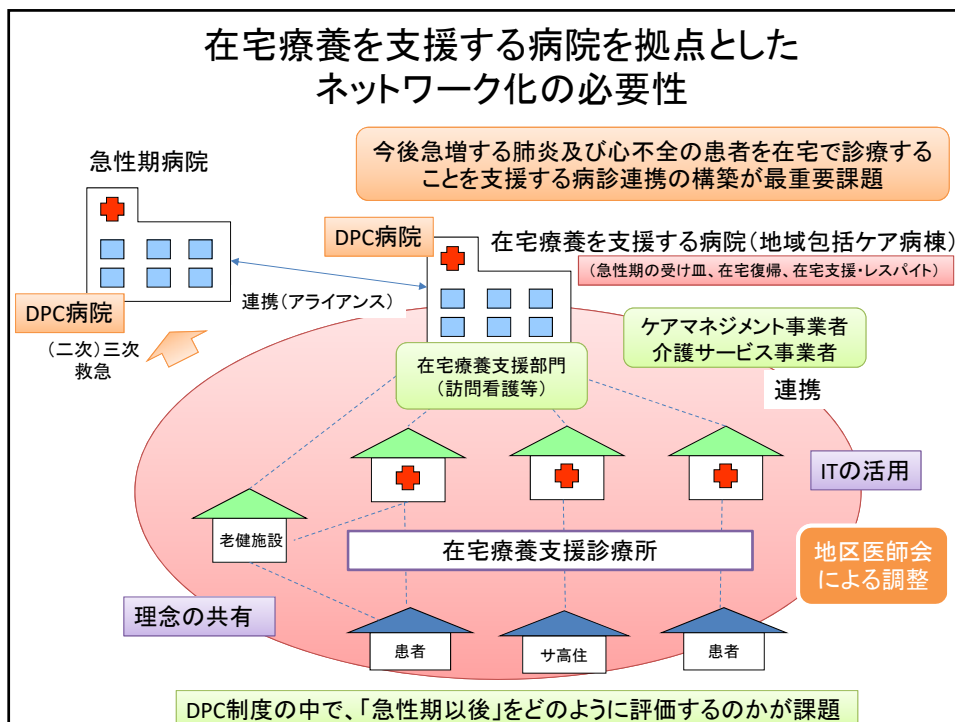 在宅療養を支援する病院を拠点とした
ネットワーク化の必要性
今後急増する肺炎及び心不全の患者を在宅で診療する
ことを支援する病診連携の構築が最重要課題
急性期病院
DPC病院
在宅療養を支援する病院(地域包括ケア病棟)
(急性期の受け皿、在宅復帰、在宅支援・レスパイト)
連携(アライアンス)
DPC病院
(二次)三次
救急
ケアマネジメント事業者
介護サービス事業者
在宅療養支援部門
(訪問看護等)
連携
ITの活用
老健施設
在宅療養支援診療所
地区医師会
による調整
理念の共有
患者
サ高住
患者
DPC制度の中で、「急性期以後」をどのように評価するのかが課題